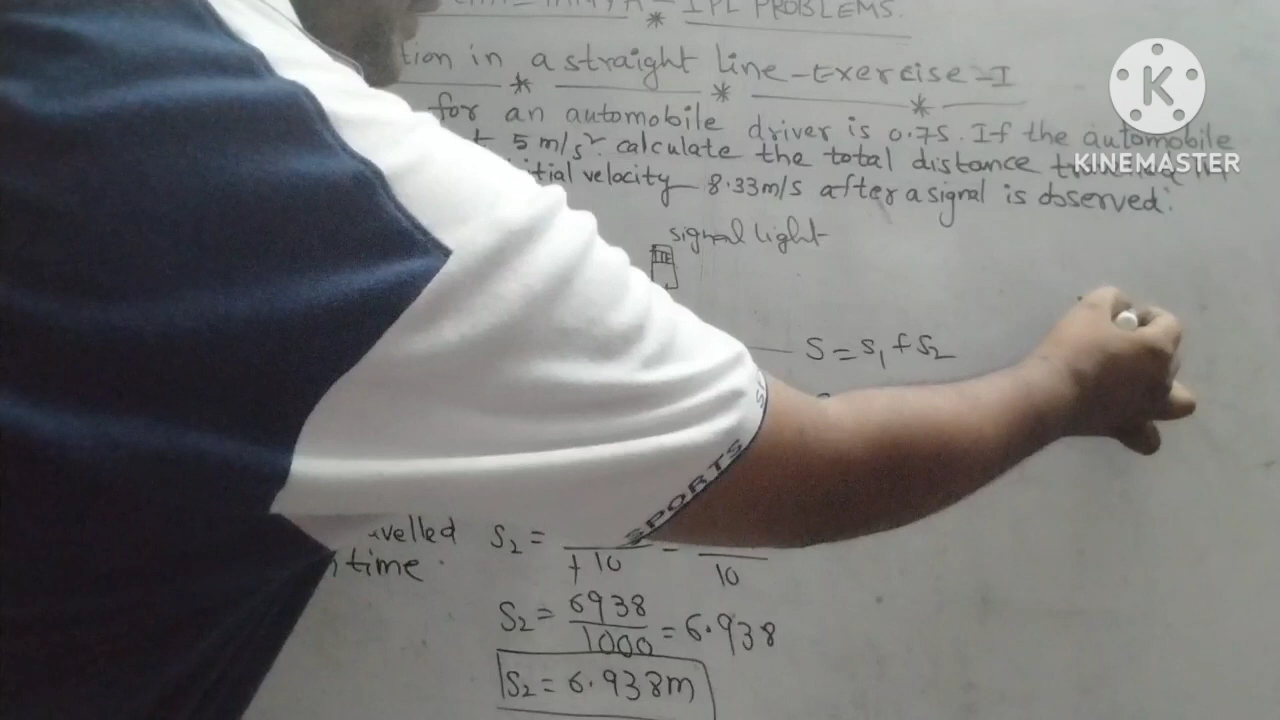 IPL PROBLEMS.
tion in a straight line-Exercise-I
for an automobile driver is 0.7S. If the automobile
5 m/s². calculate the total distance
tial velocity 8.33m/s after a signal is observed:
signal light
S = S₁ + S₂
velled
time.
S₂ =
+ 10 - 10
S₂ = 6938/1000 = 6.938
S₂ = 6.938m
K
KINEMASTER
SPORTS